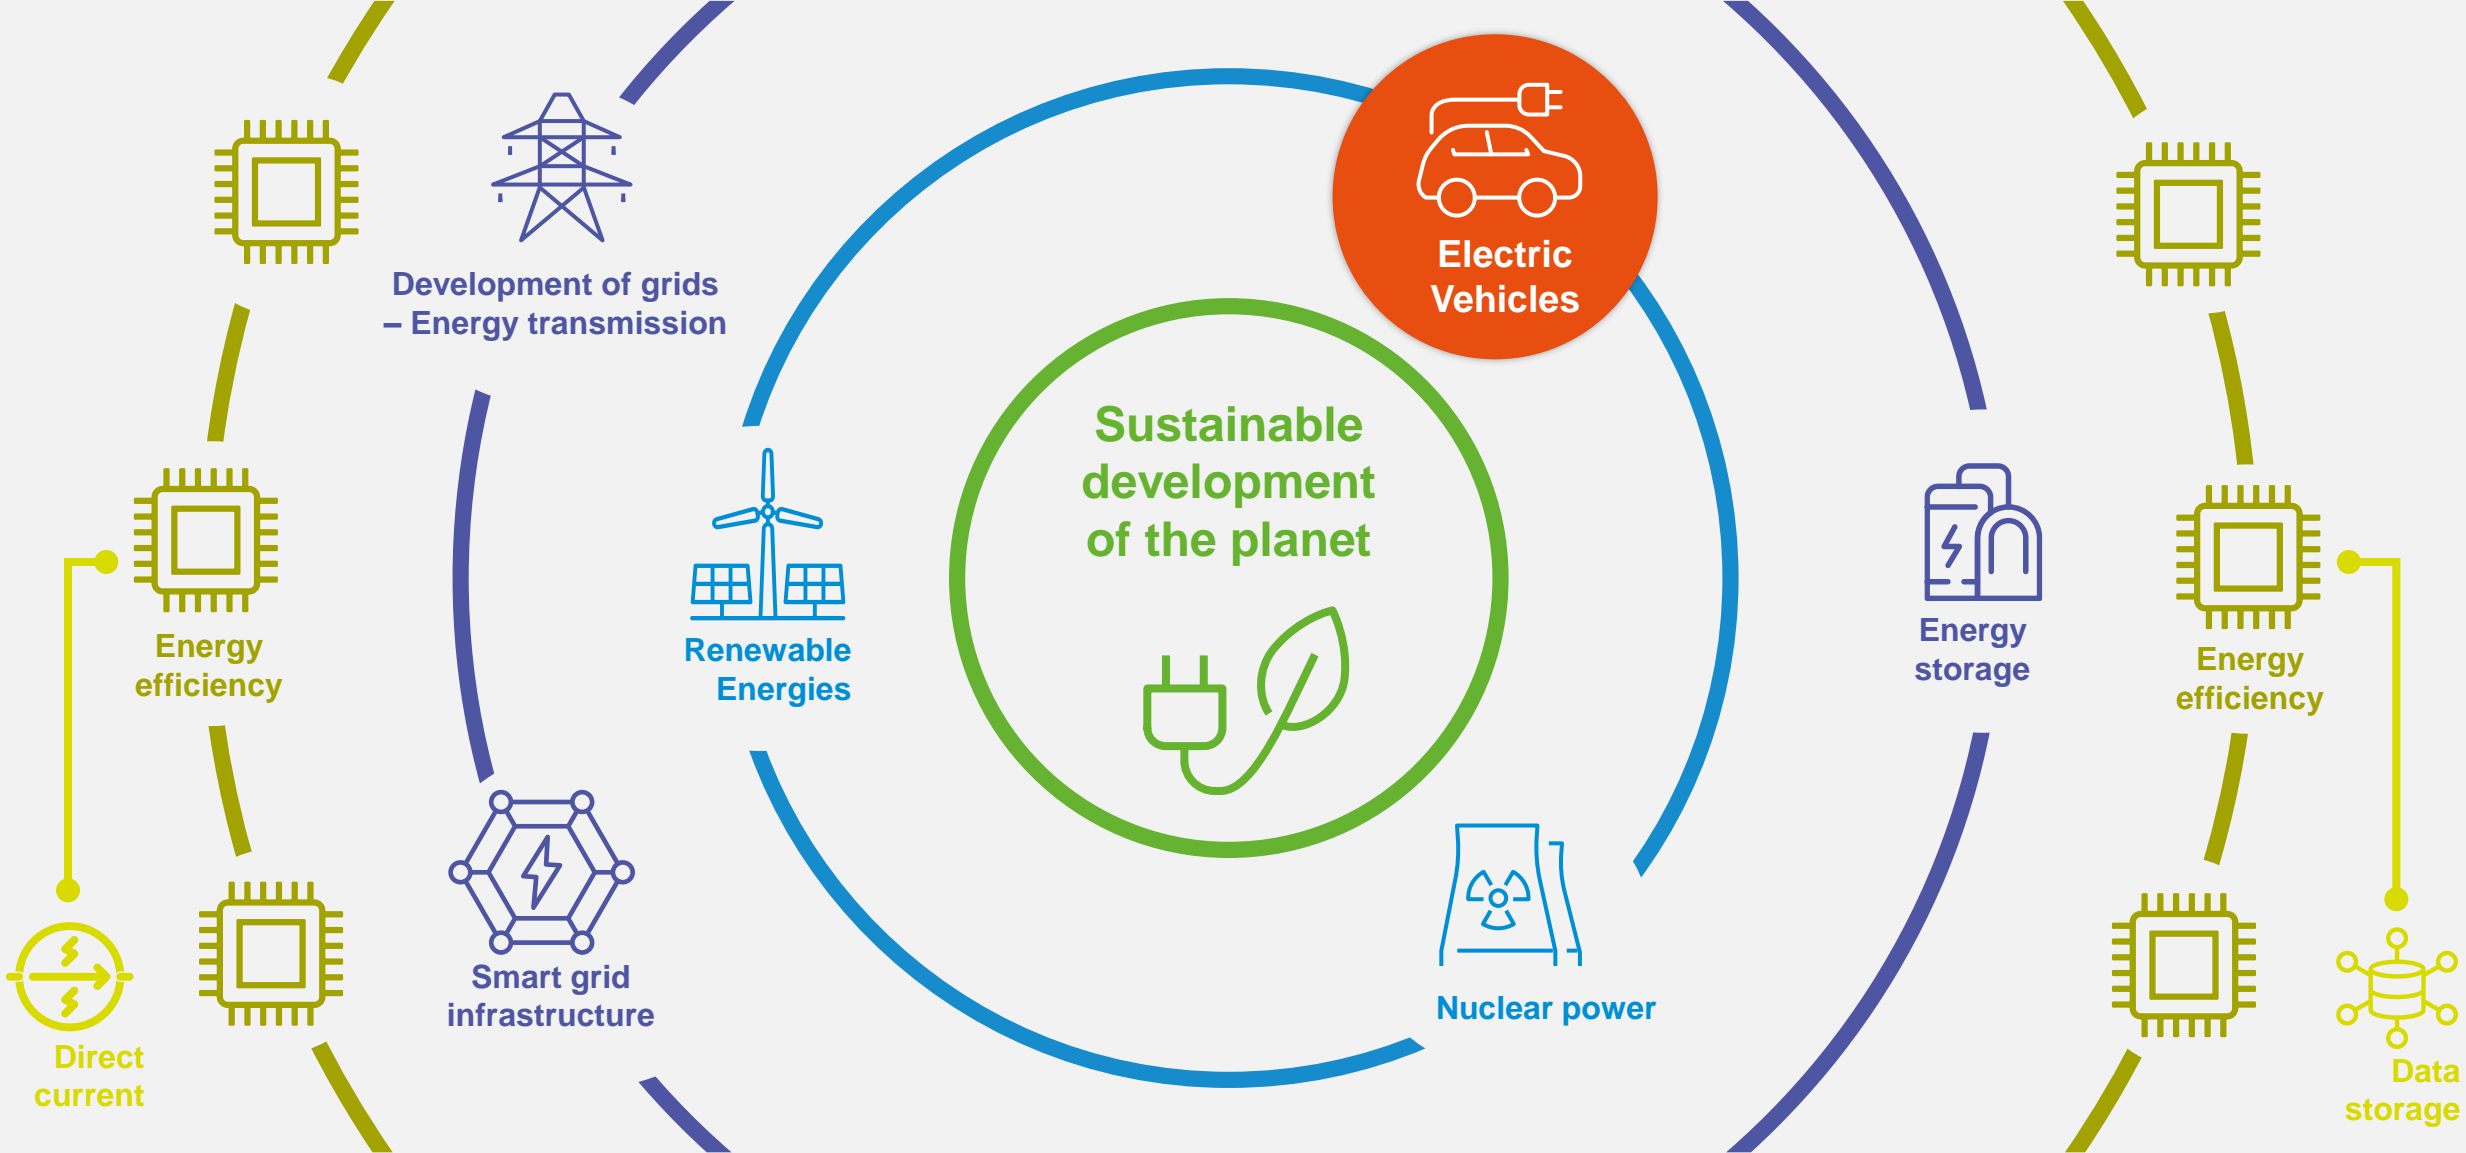 Development of grids
– Energy transmission
Electric
Vehicles
Sustainable
development
of the planet
Renewable
Energies
Energy
efficiency
Energy
storage
Energy
efficiency
Smart grid
infrastructure
Nuclear power
Direct
current
Data
storage